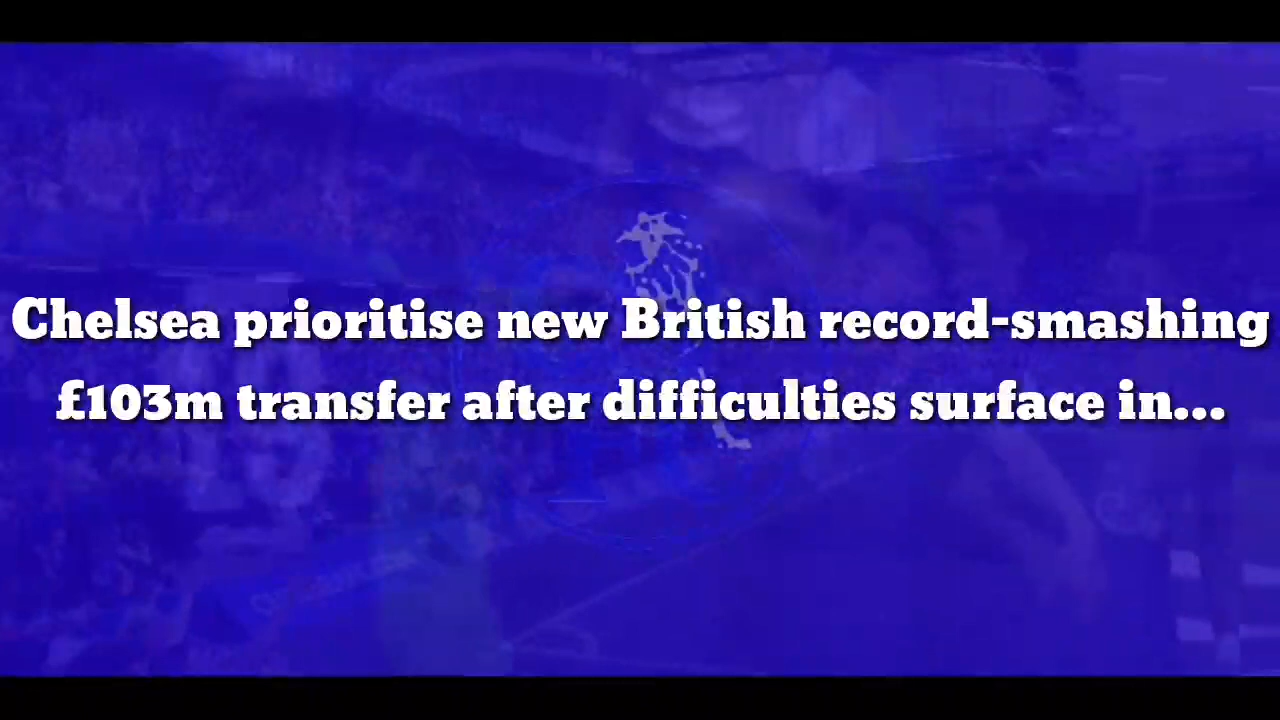 Chelsea prioritise new British record-smashing
£103m transfer after difficulties surface in...